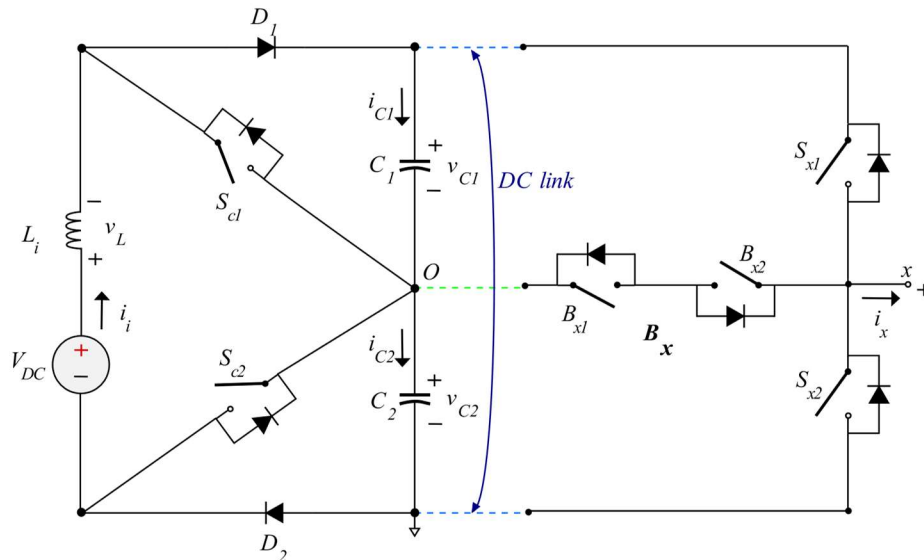 D1
iC1
+
C1
vC1
−
DC link
Sx1
Sc1
−
Li
vL
+
ii
O
Bx1
Bx2
Bx
x
+
ix
VDC
+
−
Sc2
iC2
+
C2
vC2
−
Sx2
D2